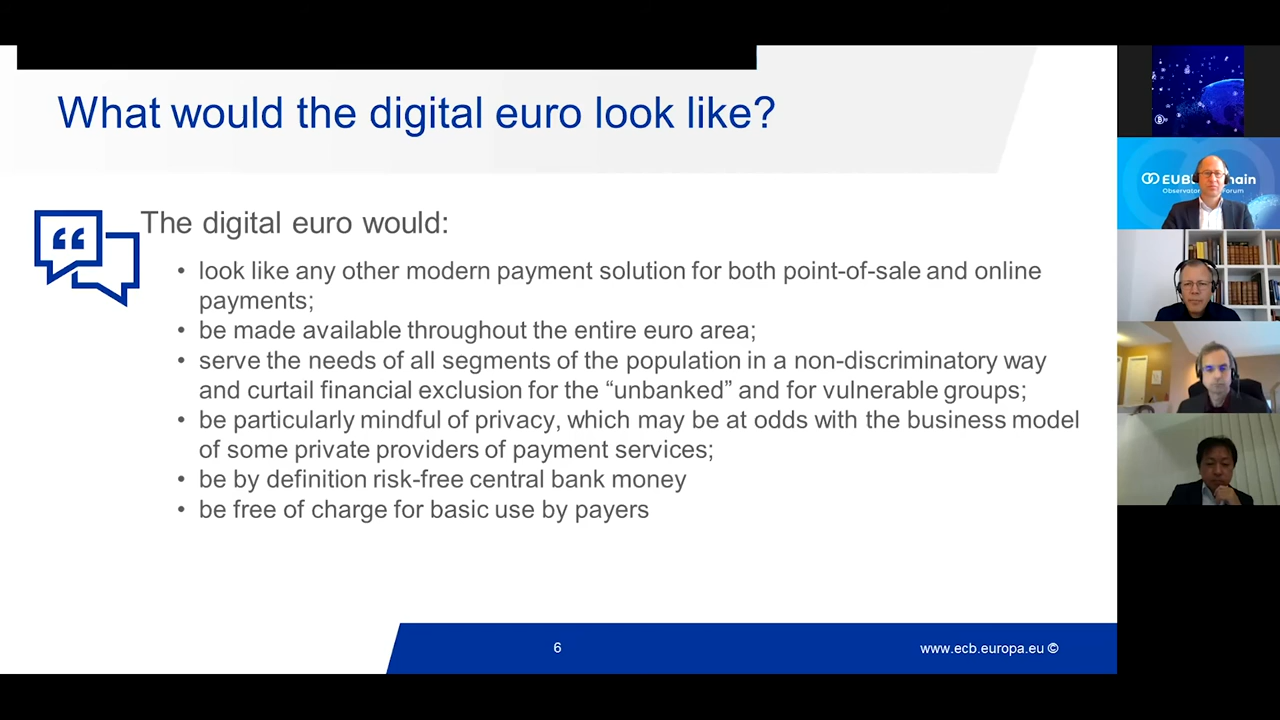 What would the digital euro look like?
The digital euro would:
• look like any other modern payment solution for both point-of-sale and online
payments;
• be made available throughout the entire euro area;
• serve the needs of all segments of the population in a non-discriminatory way
and curtail financial exclusion for the “unbanked” and for vulnerable groups;
• be particularly mindful of privacy, which may be at odds with the business model
of some private providers of payment services;
• be by definition risk-free central bank money
• be free of charge for basic use by payers
6
www.ecb.europa.eu ©